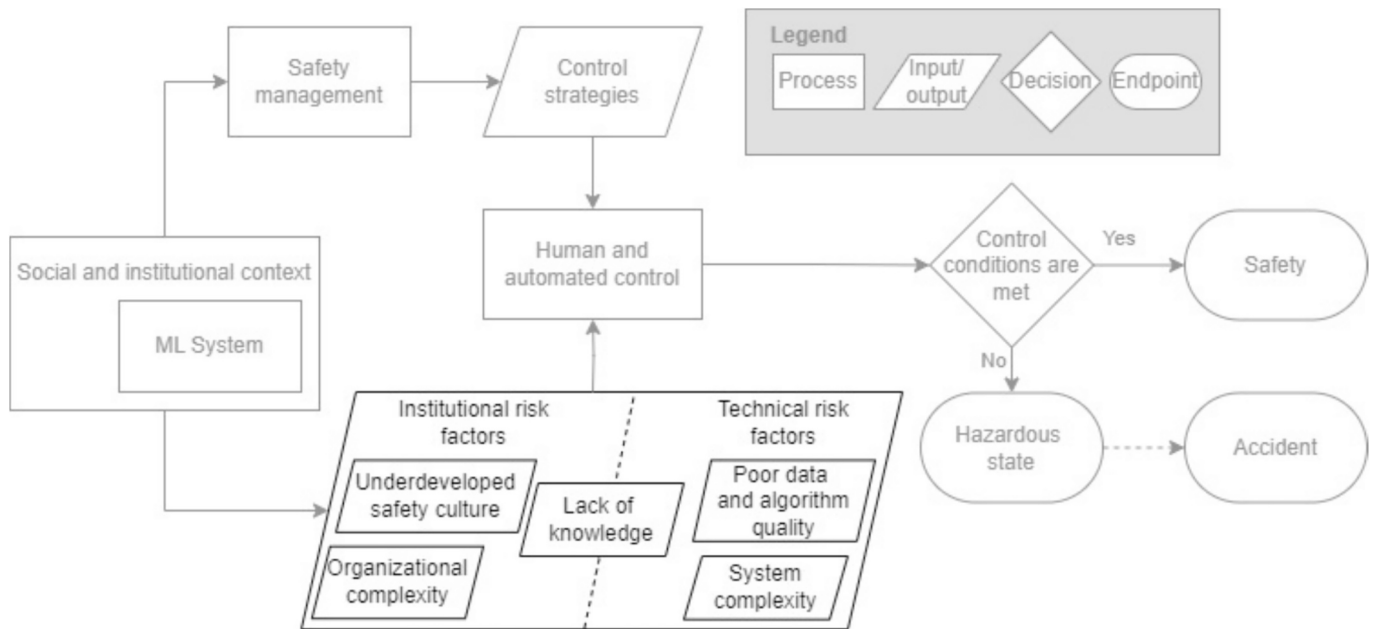 Safety
management
Control
strategies
Legend
Process
Input/
output
Decision
Endpoint
Social and institutional context
ML System
Human and
automated control
Control
conditions are
met
Yes
Safety
No
Hazardous
state
Accident
Institutional risk
factors
Technical risk
factors
Underdeveloped
safety culture
Lack of
knowledge
Poor data
and algorithm
quality
Organizational
complexity
System
complexity